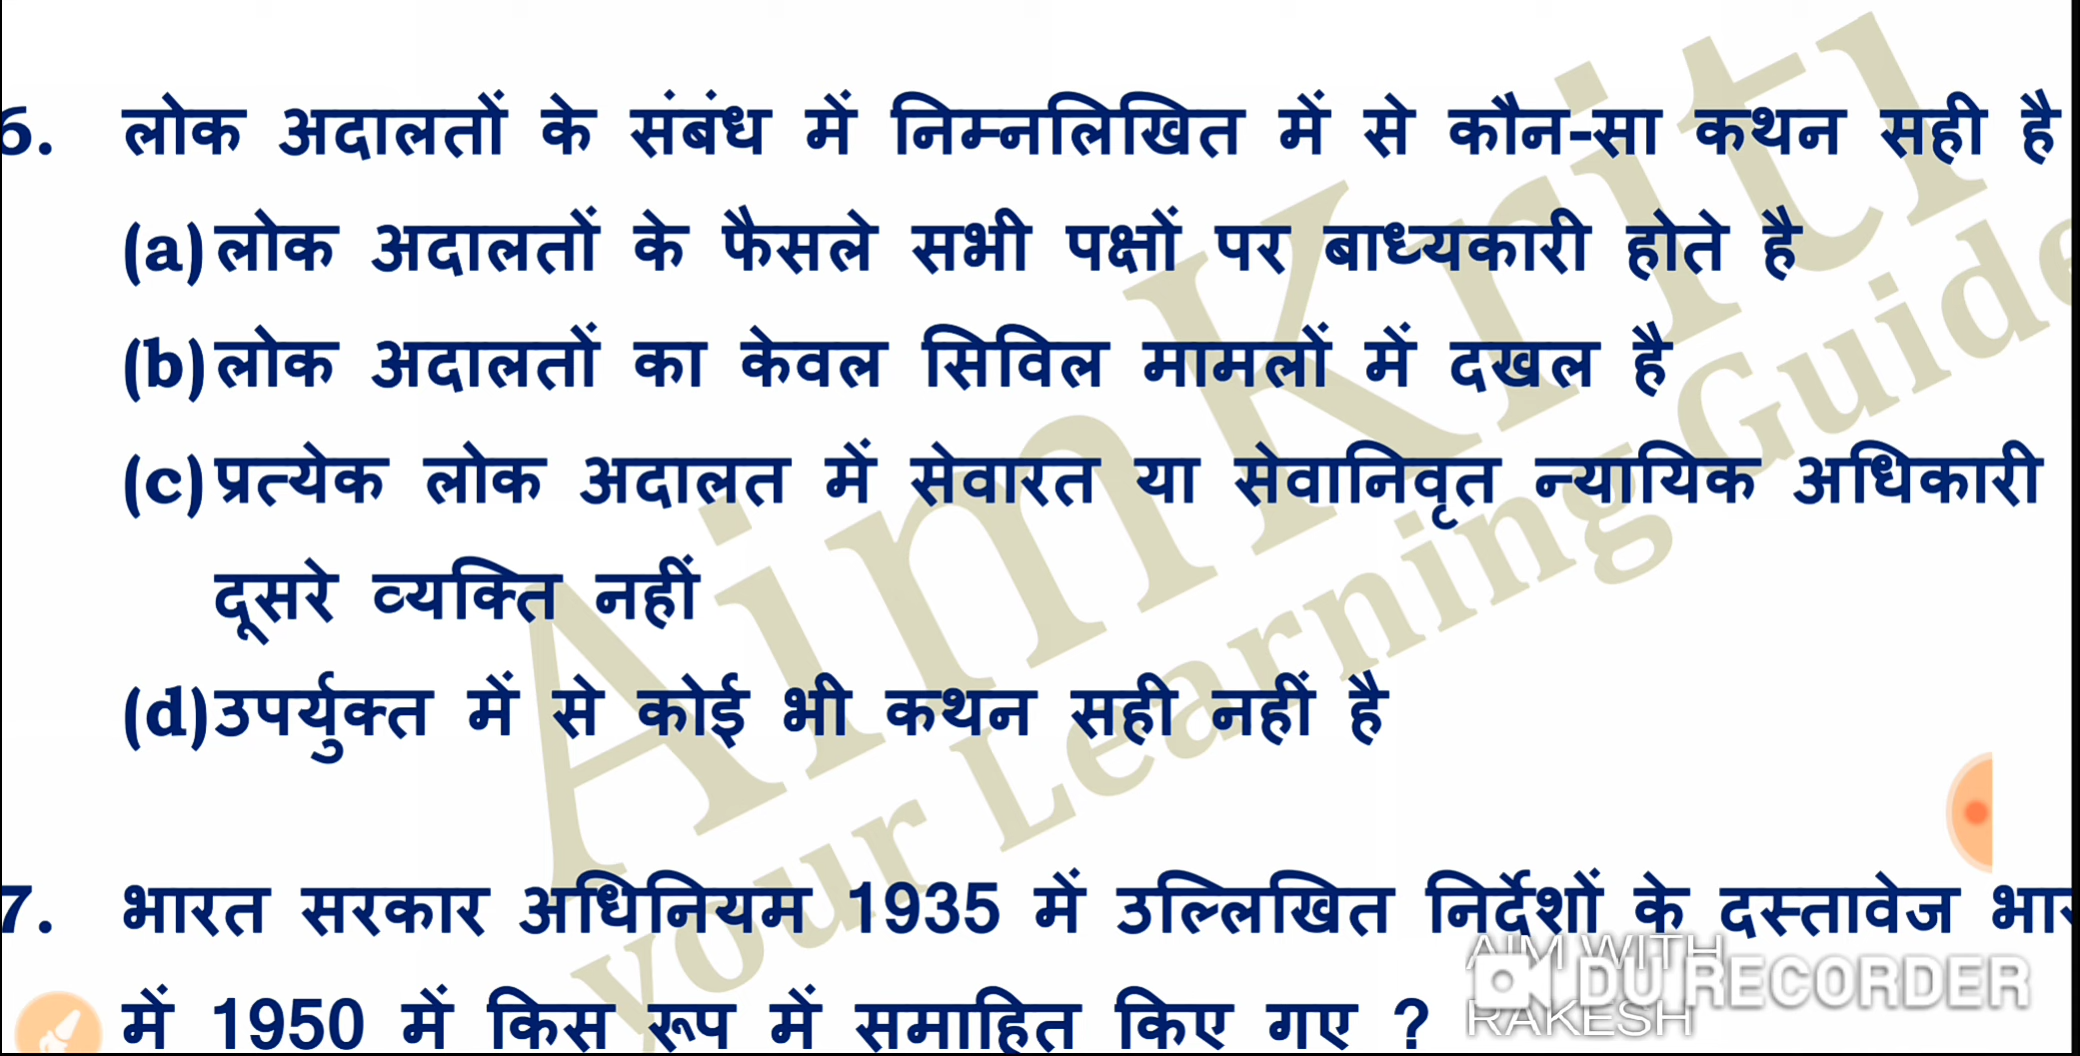 6. लोक अदालतों के संबंध में निम्नलिखित में से कौन-सा कथन सही है
(a) लोक अदालतों के फैसले सभी पक्षों पर बाध्यकारी होते है
(b) लोक अदालतों का केवल सिविल मामलों में दखल है
(c) प्रत्येक लोक अदालत में सेवारत या सेवानिवृत न्यायिक अधिकारी
दूसरे व्यक्ति नहीं
(d) उपर्युक्त में से कोई भी कथन सही नहीं है
7. भारत सरकार अधिनियम 1935 में उल्लिखित निर्देशों के दस्तावेज
में 1950 में किस रूप में समाहित किए गए ?
AimKriti
your Learning Guide
AIM WITH
RAKESH
DU RECORDER